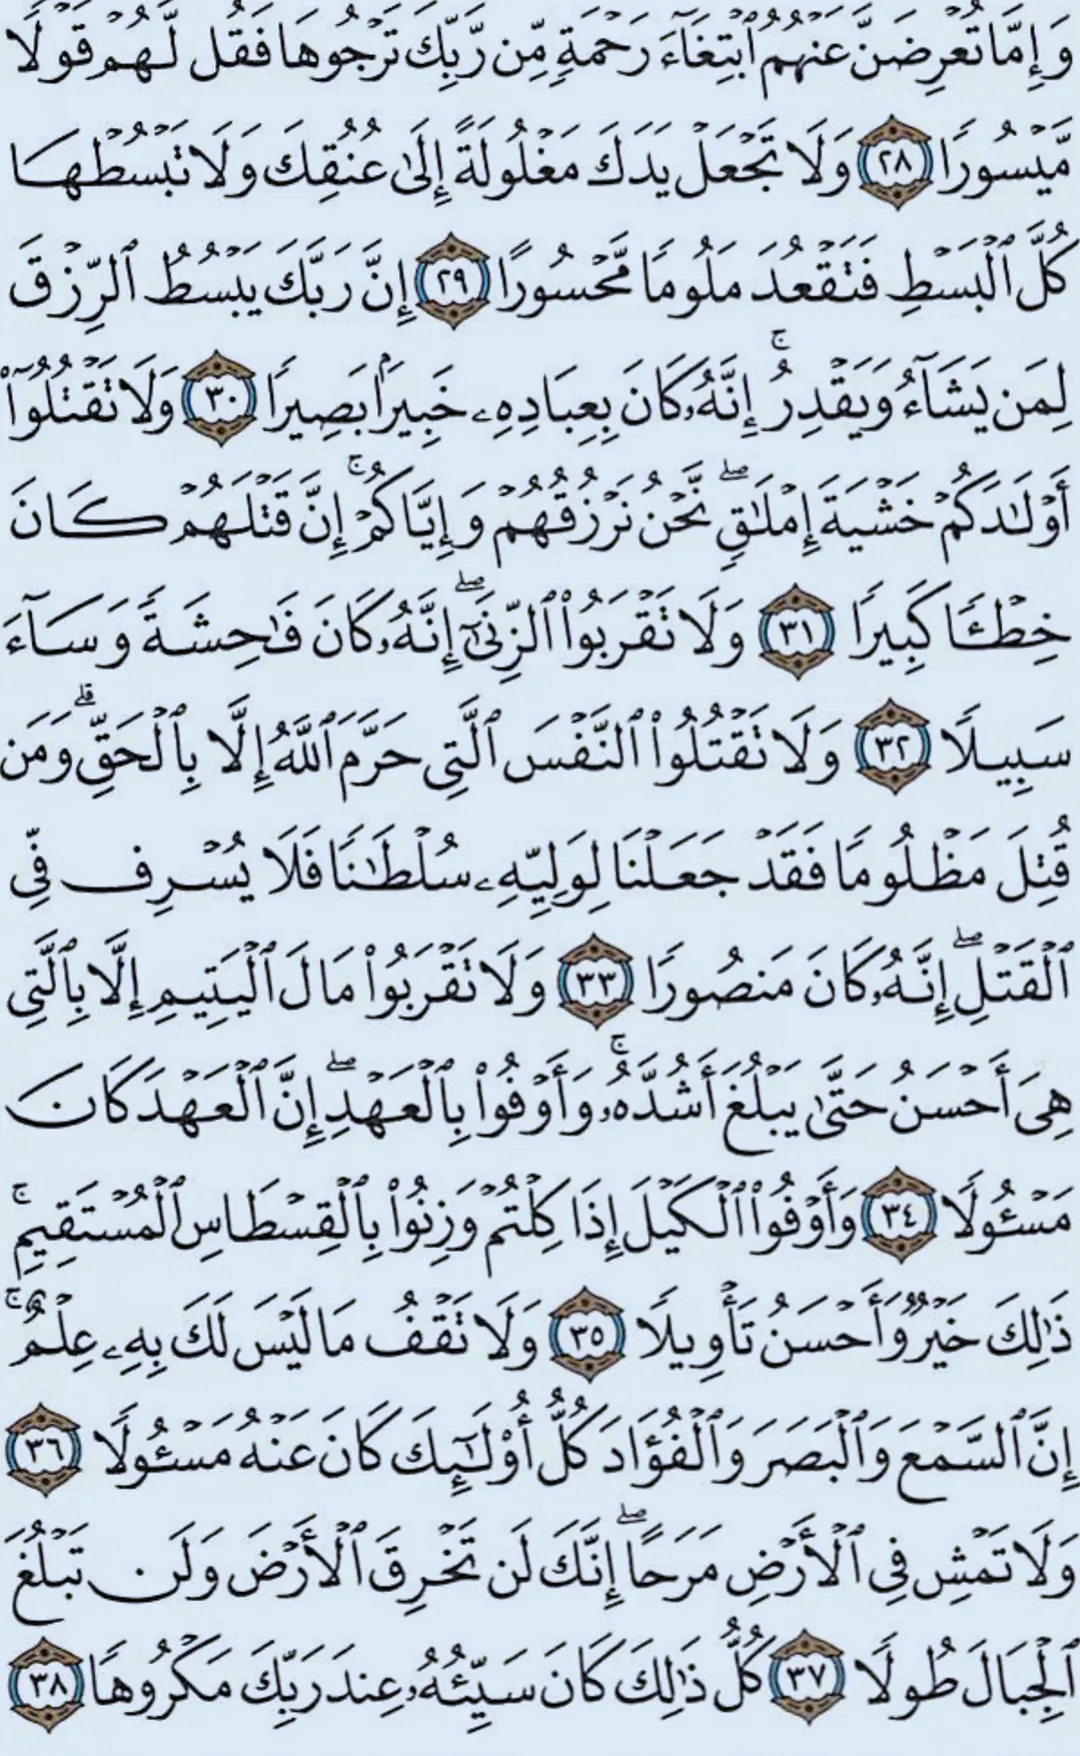 وَإِمَّا تُعْرِضَنَّ عَنْهُمُ ٱبْتِغَآءَ رَحْمَةٍ مِّن رَّبِّكَ تَرْجُوهَا فَقُل لَّهُمْ قَوْلًا
مَّيْسُورًا ٢٨ وَلَا تَجْعَلْ يَدَكَ مَغْلُولَةً إِلَىٰ عُنُقِكَ وَلَا تَبْسُطْهَا
كُلَّ ٱلْبَسْطِ فَتَقْعُدَ مَلُومًا مَّحْسُورًا ٢٩ إِنَّ رَبَّكَ يَبْسُطُ ٱلرِّزْقَ
لِمَن يَشَآءُ وَيَقْدِرُ ۚ إِنَّهُۥ كَانَ بِعِبَادِهِۦ خَبِيرًۢا بَصِيرًا ٣٠ وَلَا تَقْتُلُوٓا۟
أَوْلَـٰدَكُمْ خَشْيَةَ إِمْلَـٰقٍ ۖ نَّحْنُ نَرْزُقُهُمْ وَإِيَّاكُمْ ۚ إِنَّ قَتْلَهُمْ كَانَ
خِطْـًٔا كَبِيرًا ٣١ وَلَا تَقْرَبُوا۟ ٱلزِّنَىٰٓ ۖ إِنَّهُۥ كَانَ فَـٰحِشَةً وَسَآءَ
سَبِيلًا ٣٢ وَلَا تَقْتُلُوا۟ ٱلنَّفْسَ ٱلَّتِى حَرَّمَ ٱللَّهُ إِلَّا بِٱلْحَقِّ ۗ وَمَن
قُتِلَ مَظْلُومًا فَقَدْ جَعَلْنَا لِوَلِيِّهِۦ سُلْطَـٰنًا فَلَا يُسْرِف فِّى
ٱلْقَتْلِ ۖ إِنَّهُۥ كَانَ مَنصُورًا ٣٣ وَلَا تَقْرَبُوا۟ مَالَ ٱلْيَتِيمِ إِلَّا بِٱلَّتِى
هِىَ أَحْسَنُ حَتَّىٰ يَبْلُغَ أَشُدَّهُۥ ۚ وَأَوْفُوا۟ بِٱلْعَهْدِ ۖ إِنَّ ٱلْعَهْدَ كَانَ
مَسْـُٔولًا ٣٤ وَأَوْفُوا۟ ٱلْكَيْلَ إِذَا كِلْتُمْ وَزِنُوا۟ بِٱلْقِسْطَاسِ ٱلْمُسْتَقِيمِ ۚ
ذَٰلِكَ خَيْرٌ وَأَحْسَنُ تَأْوِيلًا ٣٥ وَلَا تَقْفُ مَا لَيْسَ لَكَ بِهِۦ عِلْمٌ ۚ
إِنَّ ٱلسَّمْعَ وَٱلْبَصَرَ وَٱلْفُؤَادَ كُلُّ أُو۟لَـٰٓئِكَ كَانَ عَنْهُ مَسْـُٔولًا ٣٦
وَلَا تَمْشِ فِى ٱلْأَرْضِ مَرَحًا ۖ إِنَّكَ لَن تَخْرِقَ ٱلْأَرْضَ وَلَن تَبْلُغَ
ٱلْجِبَالَ طُولًا ٣٧ كُلُّ ذَٰلِكَ كَانَ سَيِّئُهُۥ عِندَ رَبِّكَ مَكْرُوهًا ٣٨